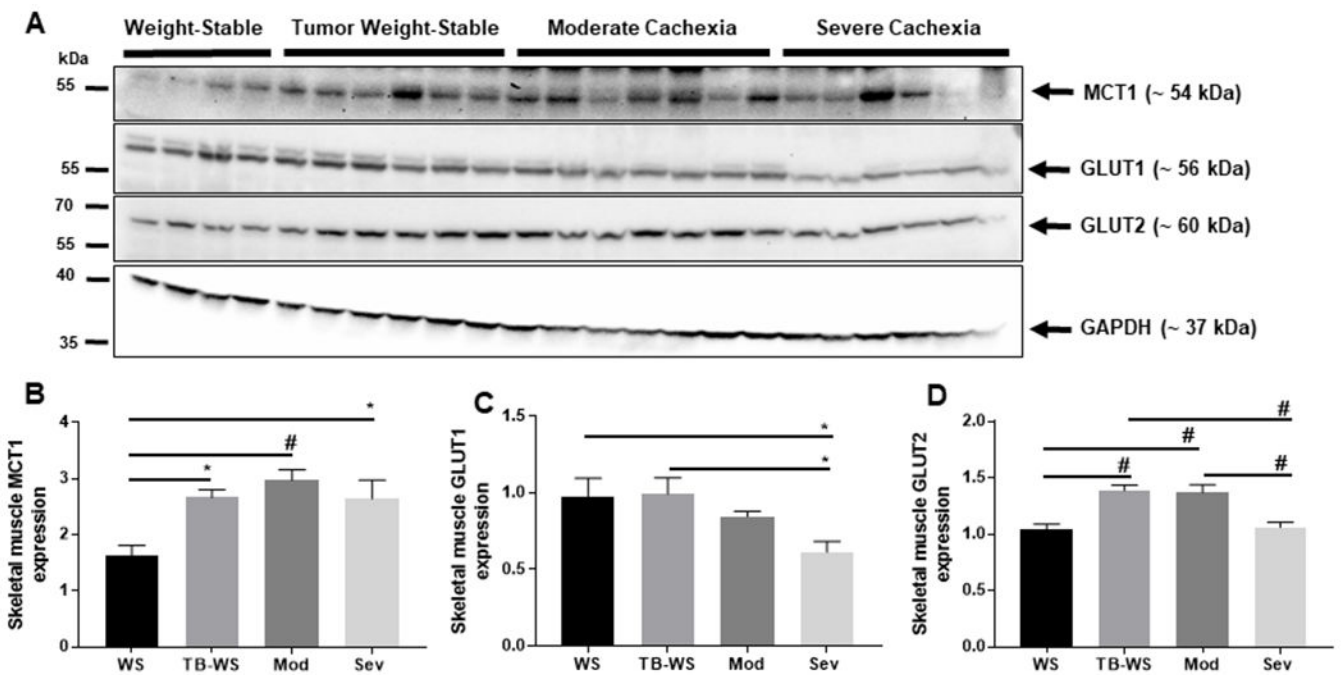 A
Weight-Stable
Tumor Weight-Stable
Moderate Cachexia
Severe Cachexia
kDa
55
MCT1 (~ 54 kDa)
55
GLUT1 (~ 56 kDa)
70
GLUT2 (~ 60 kDa)
55
40
GAPDH (~ 37 kDa)
35
B
Skeletal muscle MCT1
expression
4
3
2
1
0
*
#
*
WS
TB-WS
Mod
Sev
C
Skeletal muscle GLUT1
expression
1.5
1.0
0.5
0.0
*
*
WS
TB-WS
Mod
Sev
D
Skeletal muscle GLUT2
expression
2.0
1.5
1.0
0.5
0.0
#
#
#
#
WS
TB-WS
Mod
Sev